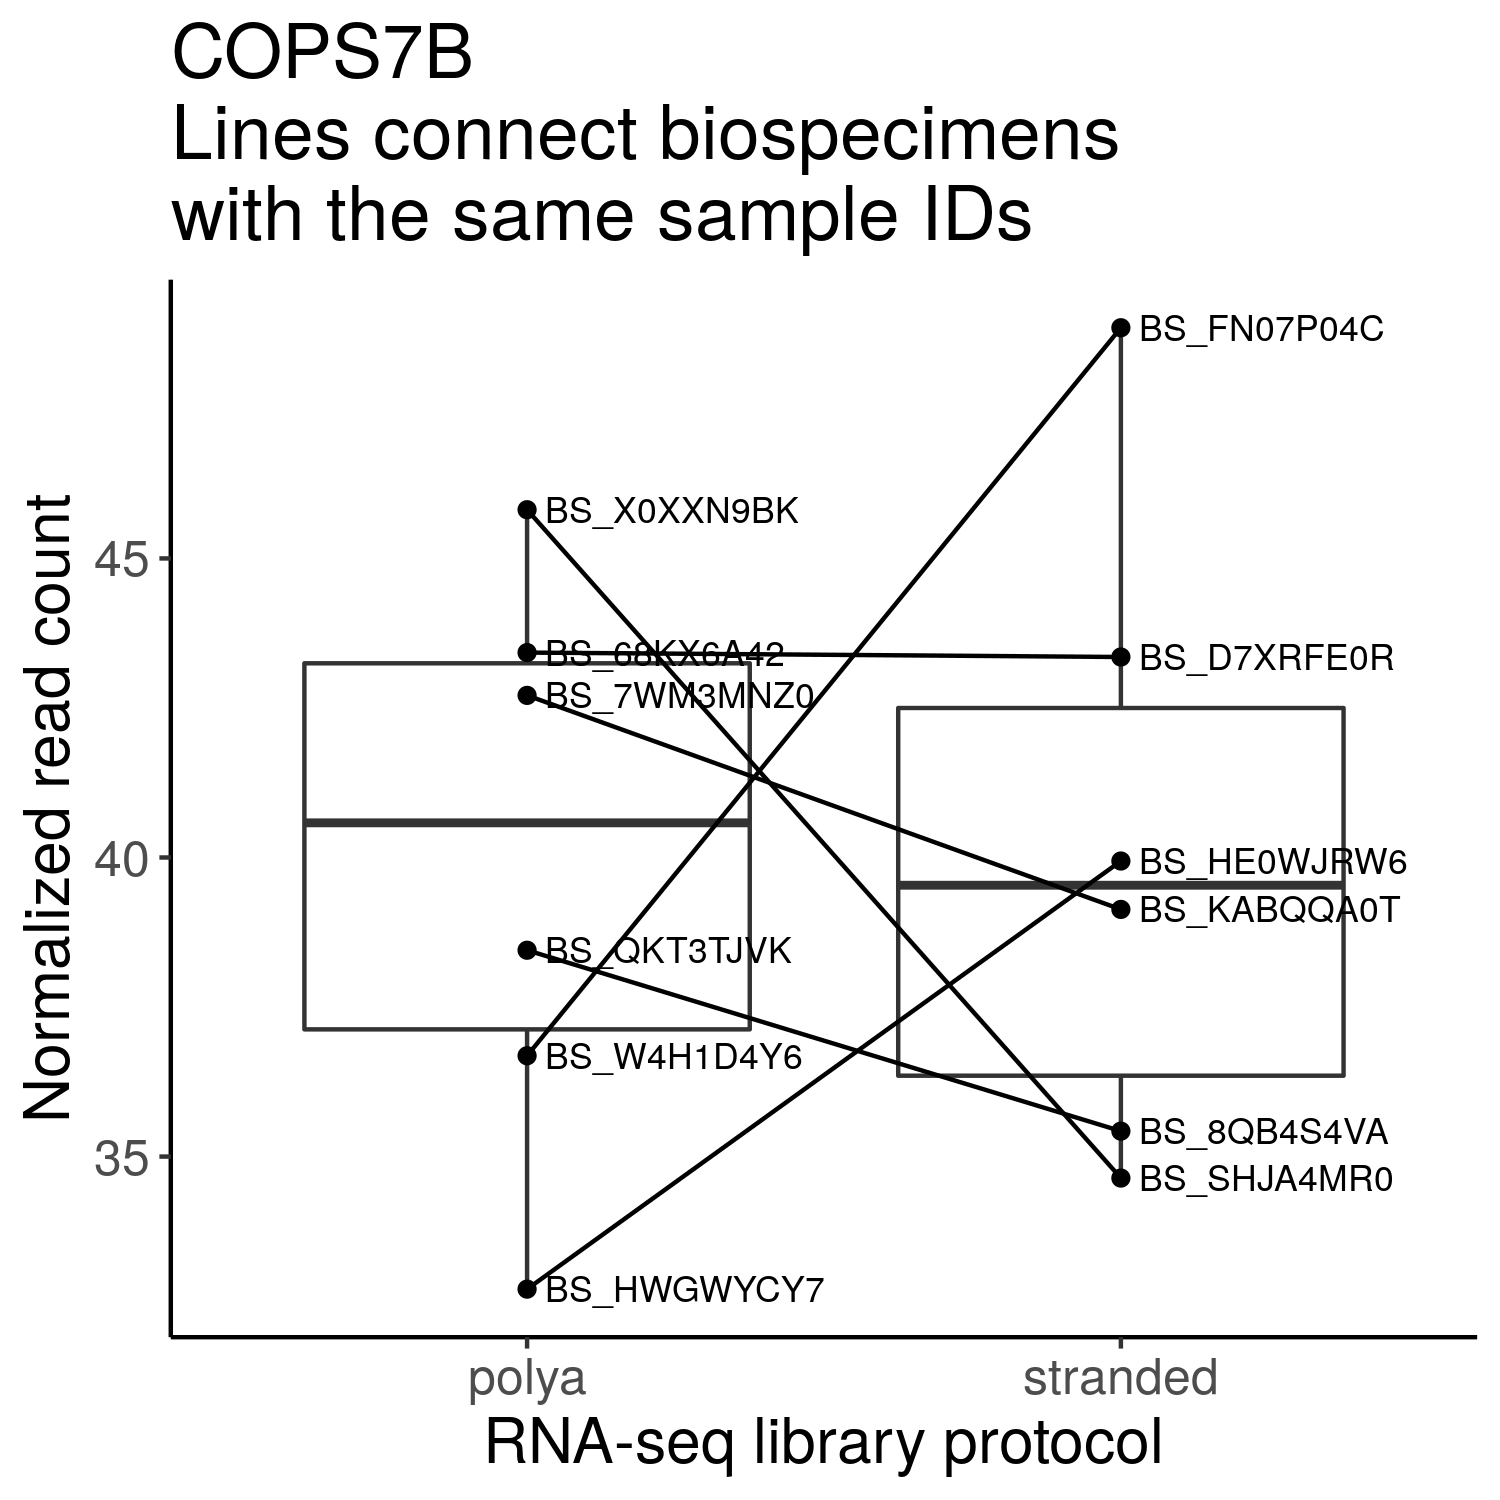 COPS7B
Lines connect biospecimens
with the same sample IDs
Normalized read count
45
40
35
BS_X0XXN9BK
BS_68KX6A42
BS_7WM3MNZ0
BS_QKT3TJVK
BS_W4H1D4Y6
BS_HWGWYCY7
BS_FN07P04C
BS_D7XRFE0R
BS_HE0WJRW6
BS_KABQQA0T
BS_8QB4S4VA
BS_SHJA4MR0
polya
stranded
RNA-seq library protocol